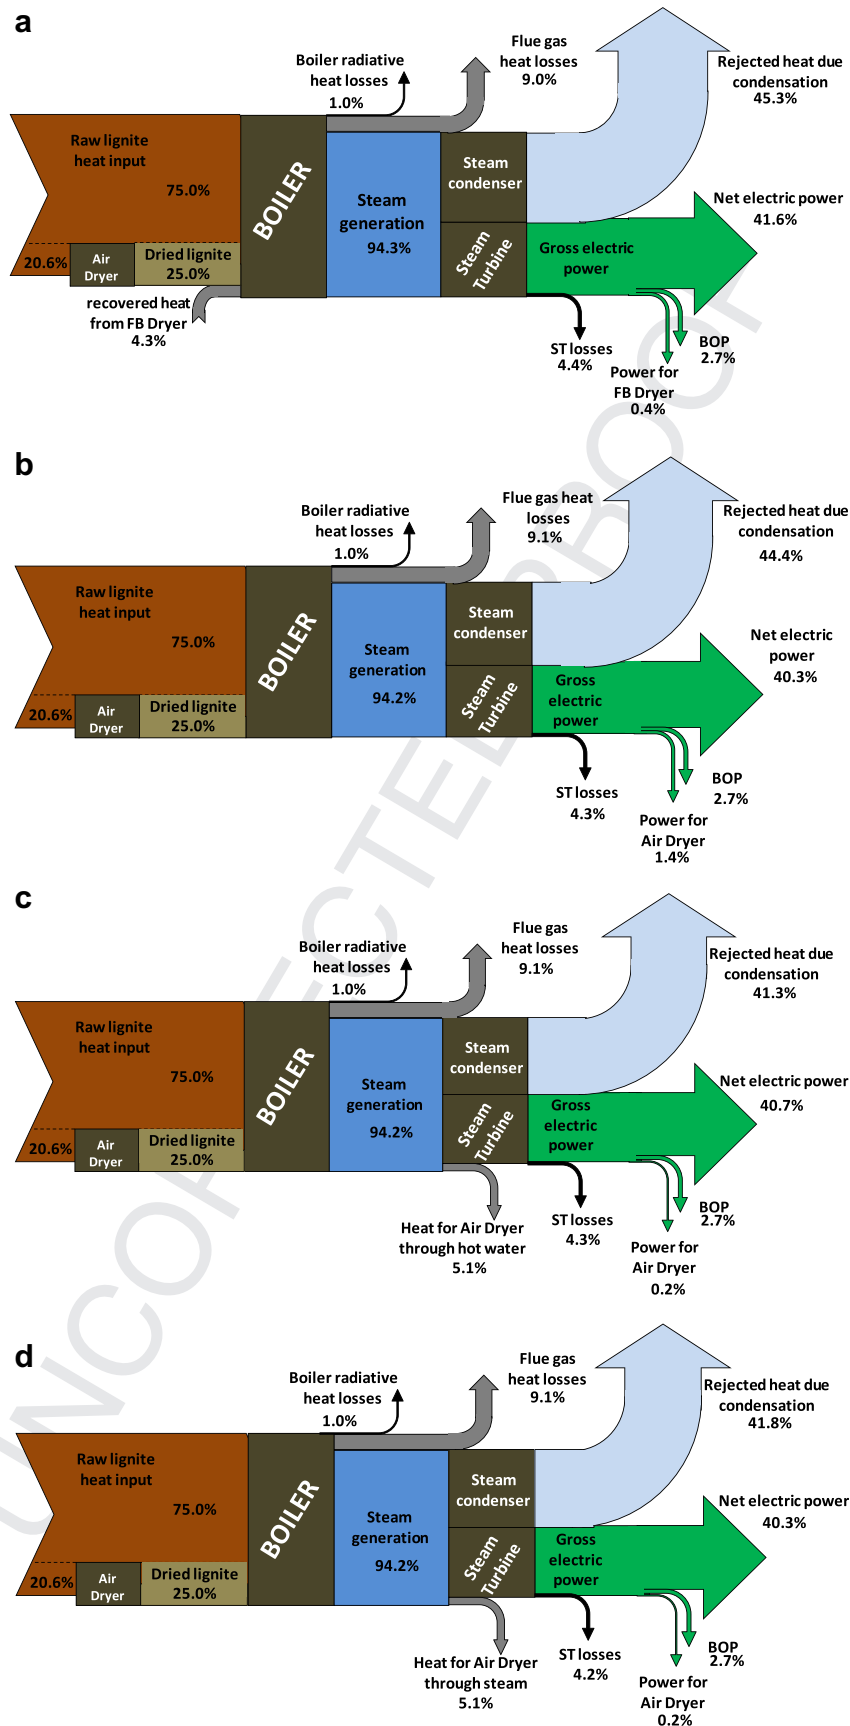 a
Boiler radiative
heat losses
1.0%
Flue gas
heat losses
9.0%
Rejected heat due
condensation
45.3%
Raw lignite
heat input
75.0%
BOILER
Steam
generation
94.3%
Steam
condenser
Steam
Turbine
Gross electric
power
Net electric power
41.6%
20.6%
Air
Dryer
Dried lignite
25.0%
recovered heat
from FB Dryer
4.3%
ST losses
4.4%
BOP
2.7%
Power for
FB Dryer
0.4%
b
Boiler radiative
heat losses
1.0%
Flue gas heat
losses
9.1%
Rejected heat due
condensation
44.4%
Raw lignite
heat input
75.0%
BOILER
Steam
generation
94.2%
Steam
condenser
Steam
Turbine
Gross
electric
power
Net electric
power
40.3%
20.6%
Air
Dryer
Dried lignite
25.0%
ST losses
4.3%
BOP
2.7%
Power for
Air Dryer
1.4%
c
Boiler radiative
heat losses
1.0%
Flue gas
heat losses
9.1%
Rejected heat due
condensation
41.3%
Raw lignite
heat input
75.0%
BOILER
Steam
generation
94.2%
Steam
condenser
Steam
Turbine
Gross
electric
power
Net electric power
40.7%
20.6%
Air
Dryer
Dried lignite
25.0%
Heat for Air Dryer
through hot water
5.1%
ST losses
4.3%
BOP
2.7%
Power for
Air Dryer
0.2%
d
Boiler radiative
heat losses
1.0%
Flue gas
heat losses
9.1%
Rejected heat due
condensation
41.8%
Raw lignite
heat input
75.0%
BOILER
Steam
generation
94.2%
Steam
condenser
Steam
Turbine
Gross
electric
power
Net electric power
40.3%
20.6%
Air
Dryer
Dried lignite
25.0%
Heat for Air Dryer
through steam
5.1%
ST losses
4.2%
BOP
2.7%
Power for
Air Dryer
0.2%